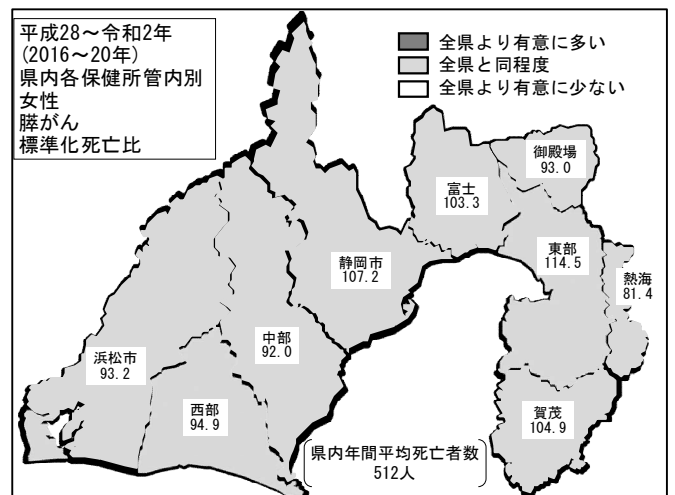 平成28～令和2年
(2016～20年)
県内各保健所管内別
女性
膵がん
標準化死亡比
全県より有意に多い
全県と同程度
全県より有意に少ない
御殿場
93.0
富士
103.3
東部
114.5
静岡市
107.2
熱海
81.4
中部
92.0
浜松市
93.2
西部
94.9
賀茂
104.9
県内年間平均死亡者数
512人